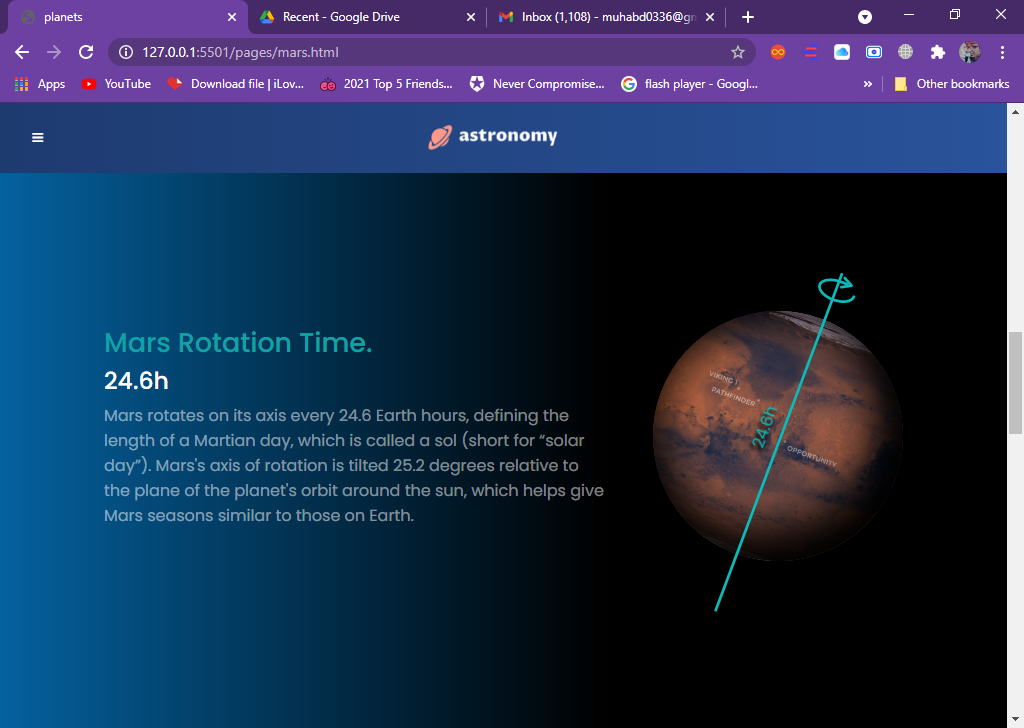 planets
Recent - Google Drive
Inbox (1,108) - muhabd0336@gn
127.0.0.1:5501/pages/mars.html
Apps
YouTube
Download file | iLov...
2021 Top 5 Friends...
Never Compromise...
flash player - Googl...
»
Other bookmarks
astronomy
Mars Rotation Time.
24.6h
Mars rotates on its axis every 24.6 Earth hours, defining the
length of a Martian day, which is called a sol (short for “solar
day”). Mars's axis of rotation is tilted 25.2 degrees relative to
the plane of the planet's orbit around the sun, which helps give
Mars seasons similar to those on Earth.
VIKING 1
PATHFINDER
24.6h
OPPORTUNITY